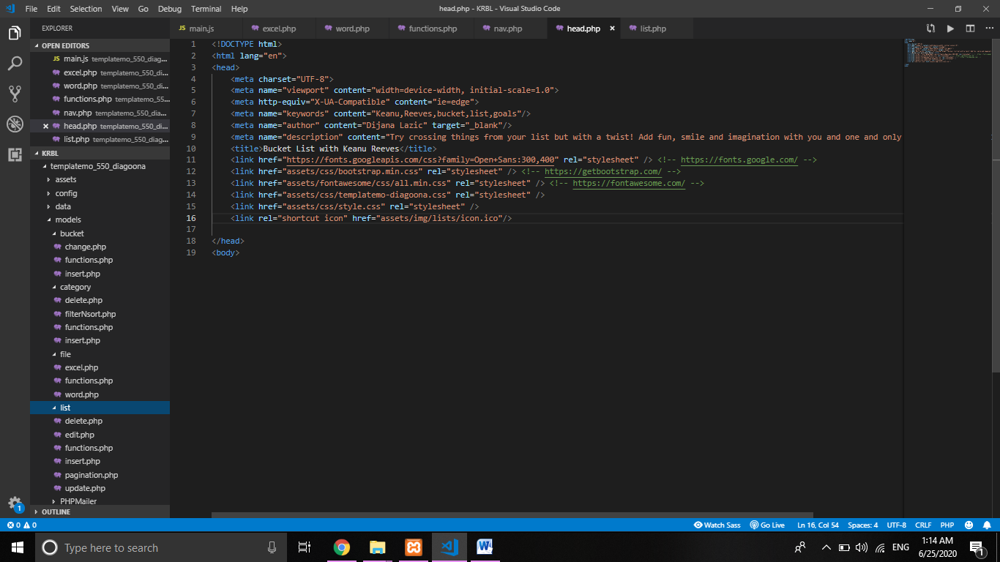 File Edit Selection View Go Debug Terminal Help
head.php - KRBL - Visual Studio Code
EXPLORER
OPEN EDITORS
JS main.js templatemo_550_diagoo...
excel.php templatemo_550_dia...
word.php templatemo_550_dia...
functions.php templatemo_55...
nav.php templatemo_550_diag...
× head.php templatemo_550_di...
list.php templatemo_550_diag...
KRBL
templatemo_550_diagoona
assets
config
data
models
bucket
change.php
functions.php
insert.php
category
delete.php
filterNsort.php
functions.php
insert.php
file
excel.php
functions.php
word.php
list
delete.php
edit.php
functions.php
insert.php
pagination.php
update.php
PHPMailer
OUTLINE
JS main.js excel.php word.php functions.php nav.php head.php × list.php
1 <!DOCTYPE html>
2 <html lang="en">
3 <head>
4 <meta charset="UTF-8">
5 <meta name="viewport" content="width=device-width, initial-scale=1.0">
6 <meta http-equiv="X-UA-Compatible" content="ie=edge">
7 <meta name="keywords" content="Keanu,Reeves,bucket,list,goals"/>
8 <meta name="author" content="Dijana Lazic" target="_blank"/>
9 <meta name="description" content="Try crossing things from your list but with a twist! Add fun, smile and imagination with you and one and only
10 <title>Bucket List with Keanu Reeves</title>
11 <link href="https://fonts.googleapis.com/css?family=Open+Sans:300,400" rel="stylesheet" /> <!-- https://fonts.google.com/ -->
12 <link href="assets/css/bootstrap.min.css" rel="stylesheet" /> <!-- https://getbootstrap.com/ -->
13 <link href="assets/fontawesome/css/all.min.css" rel="stylesheet" /> <!-- https://fontawesome.com/ -->
14 <link href="assets/css/templatemo-diagoona.css" rel="stylesheet" />
15 <link href="assets/css/style.css" rel="stylesheet" />
16 <link rel="shortcut icon" href="assets/img/lists/icon.ico"/>
17
18 </head>
19 <body>
0 0 Watch Sass Go Live Ln 16, Col 54 Spaces: 4 UTF-8 CRLF PHP
1
Type here to search
ENG
1:14 AM
6/25/2020
1